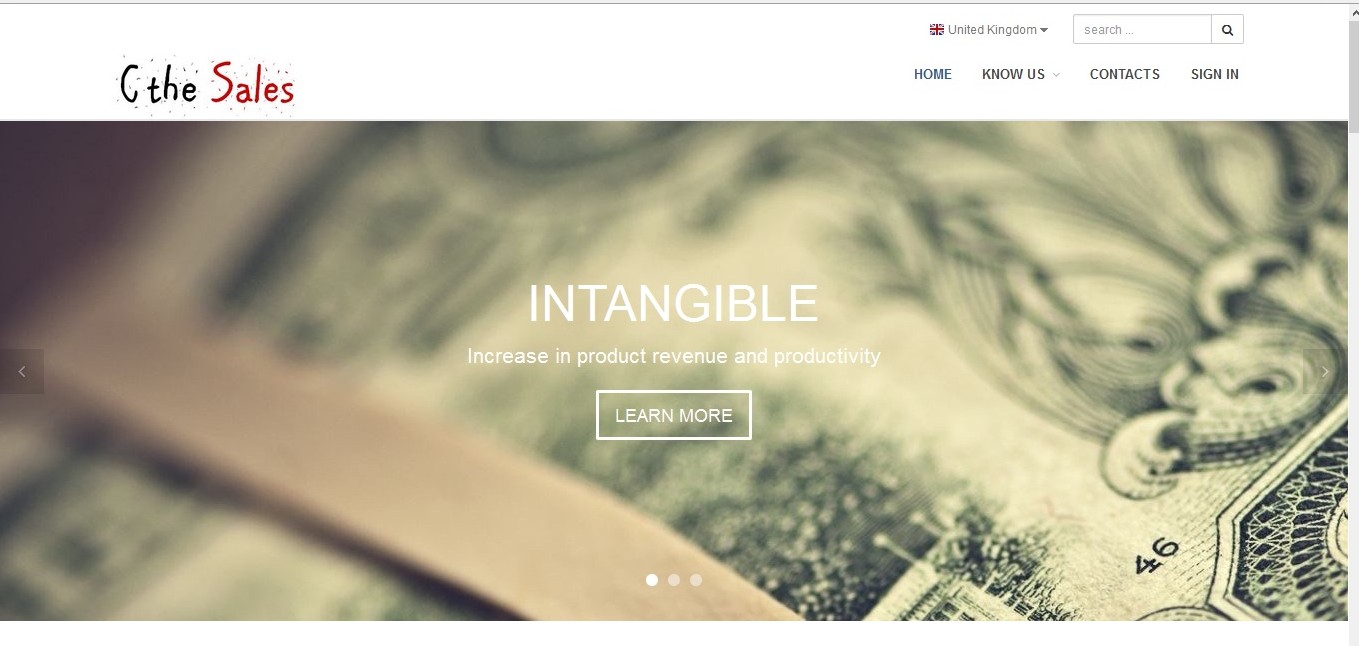 United Kingdom
search ...
C the Sales
HOME
KNOW US
CONTACTS
SIGN IN
INTANGIBLE
Increase in product revenue and productivity
LEARN MORE
46